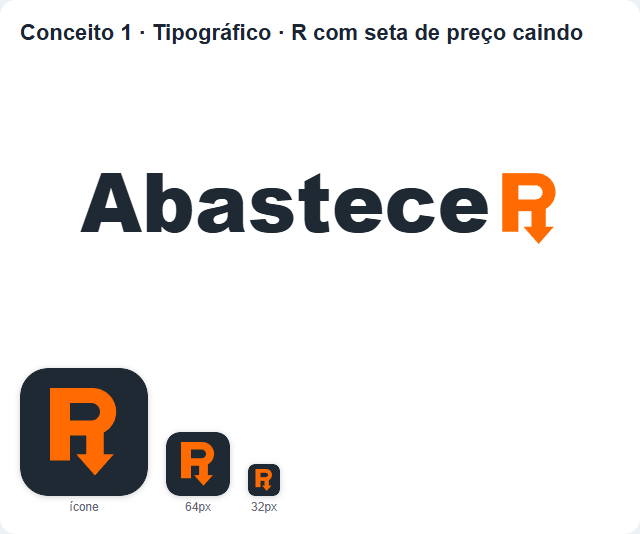 Conceito 1 · Tipográfico · R com seta de preço caindo
AbasteceR
R R R
ícone 64px 32px